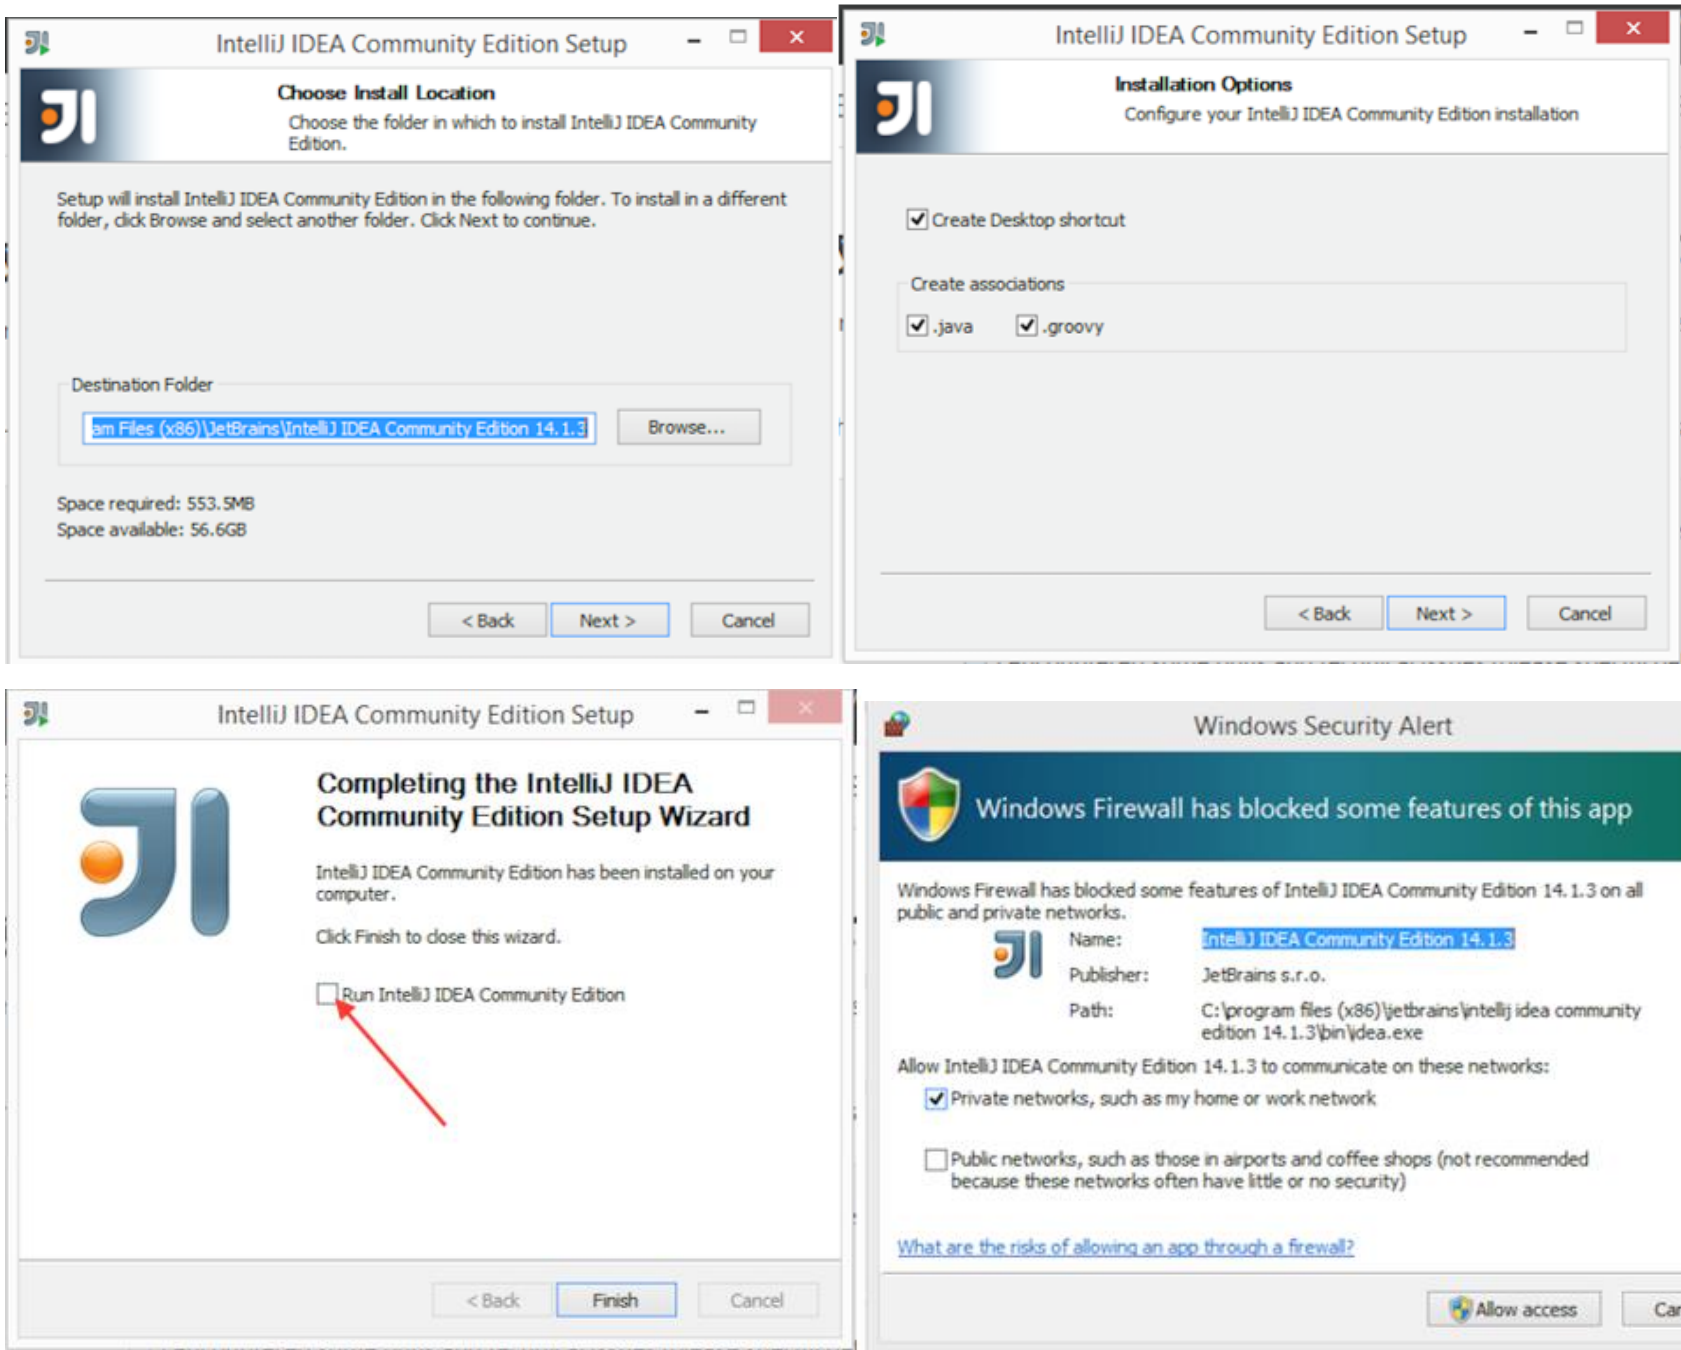 IntelliJ IDEA Community Edition Setup
Choose Install Location
Choose the folder in which to install IntelliJ IDEA Community
Edition.
Setup will install IntelliJ IDEA Community Edition in the following folder. To install in a different
folder, click Browse and select another folder. Click Next to continue.
Destination Folder
am Files (x86)\JetBrains\IntelliJ IDEA Community Edition 14.1.3
Browse...
Space required: 553.5MB
Space available: 56.6GB
< Back
Next >
Cancel
IntelliJ IDEA Community Edition Setup
Installation Options
Configure your IntelliJ IDEA Community Edition installation
Create Desktop shortcut
Create associations
.java
.groovy
< Back
Next >
Cancel
IntelliJ IDEA Community Edition Setup
Completing the IntelliJ IDEA
Community Edition Setup Wizard
IntelliJ IDEA Community Edition has been installed on your
computer.
Click Finish to close this wizard.
Run IntelliJ IDEA Community Edition
< Back
Finish
Cancel
Windows Security Alert
Windows Firewall has blocked some features of this app
Windows Firewall has blocked some features of IntelliJ IDEA Community Edition 14.1.3 on all
public and private networks.
Name: IntelliJ IDEA Community Edition 14.1.3
Publisher: JetBrains s.r.o.
Path: C:\program files (x86)\jetbrains\intellij idea community
edition 14.1.3\bin\idea.exe
Allow IntelliJ IDEA Community Edition 14.1.3 to communicate on these networks:
Private networks, such as my home or work network
Public networks, such as those in airports and coffee shops (not recommended
because these networks often have little or no security)
What are the risks of allowing an app through a firewall?
Allow access